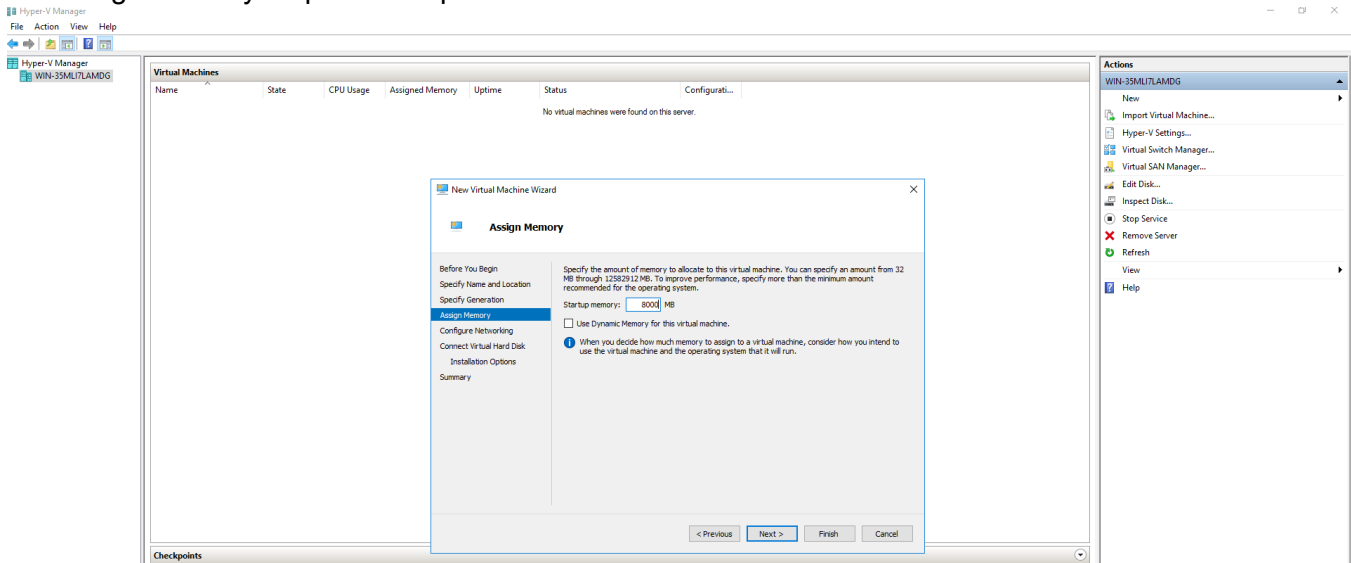 Hyper-V Manager
File Action View Help
Hyper-V Manager
WIN-35MLI7LAMDG
Virtual Machines
Name State CPU Usage Assigned Memory Uptime Status Configurati...
No virtual machines were found on this server.
New Virtual Machine Wizard
Assign Memory
Before You Begin
Specify Name and Location
Specify Generation
Assign Memory
Configure Networking
Connect Virtual Hard Disk
Installation Options
Summary
Specify the amount of memory to allocate to this virtual machine. You can specify an amount from 32
MB through 12582912 MB. To improve performance, specify more than the minimum amount
recommended for the operating system.
Startup memory: 8000 MB
Use Dynamic Memory for this virtual machine.
When you decide how much memory to assign to a virtual machine, consider how you intend to
use the virtual machine and the operating system that it will run.
< Previous Next > Finish Cancel
Checkpoints
Actions
WIN-35MLI7LAMDG
New
Import Virtual Machine...
Hyper-V Settings...
Virtual Switch Manager...
Virtual SAN Manager...
Edit Disk...
Inspect Disk...
Stop Service
Remove Server
Refresh
View
Help